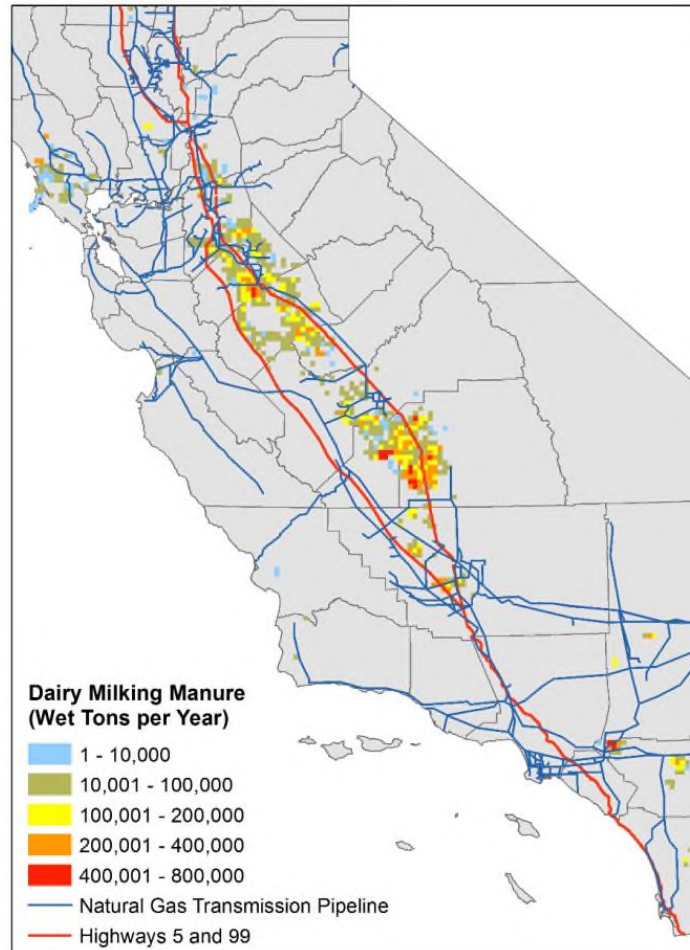 Dairy Milking Manure
(Wet Tons per Year)
1 - 10,000
10,001 - 100,000
100,001 - 200,000
200,001 - 400,000
400,001 - 800,000
Natural Gas Transmission Pipeline
Highways 5 and 99